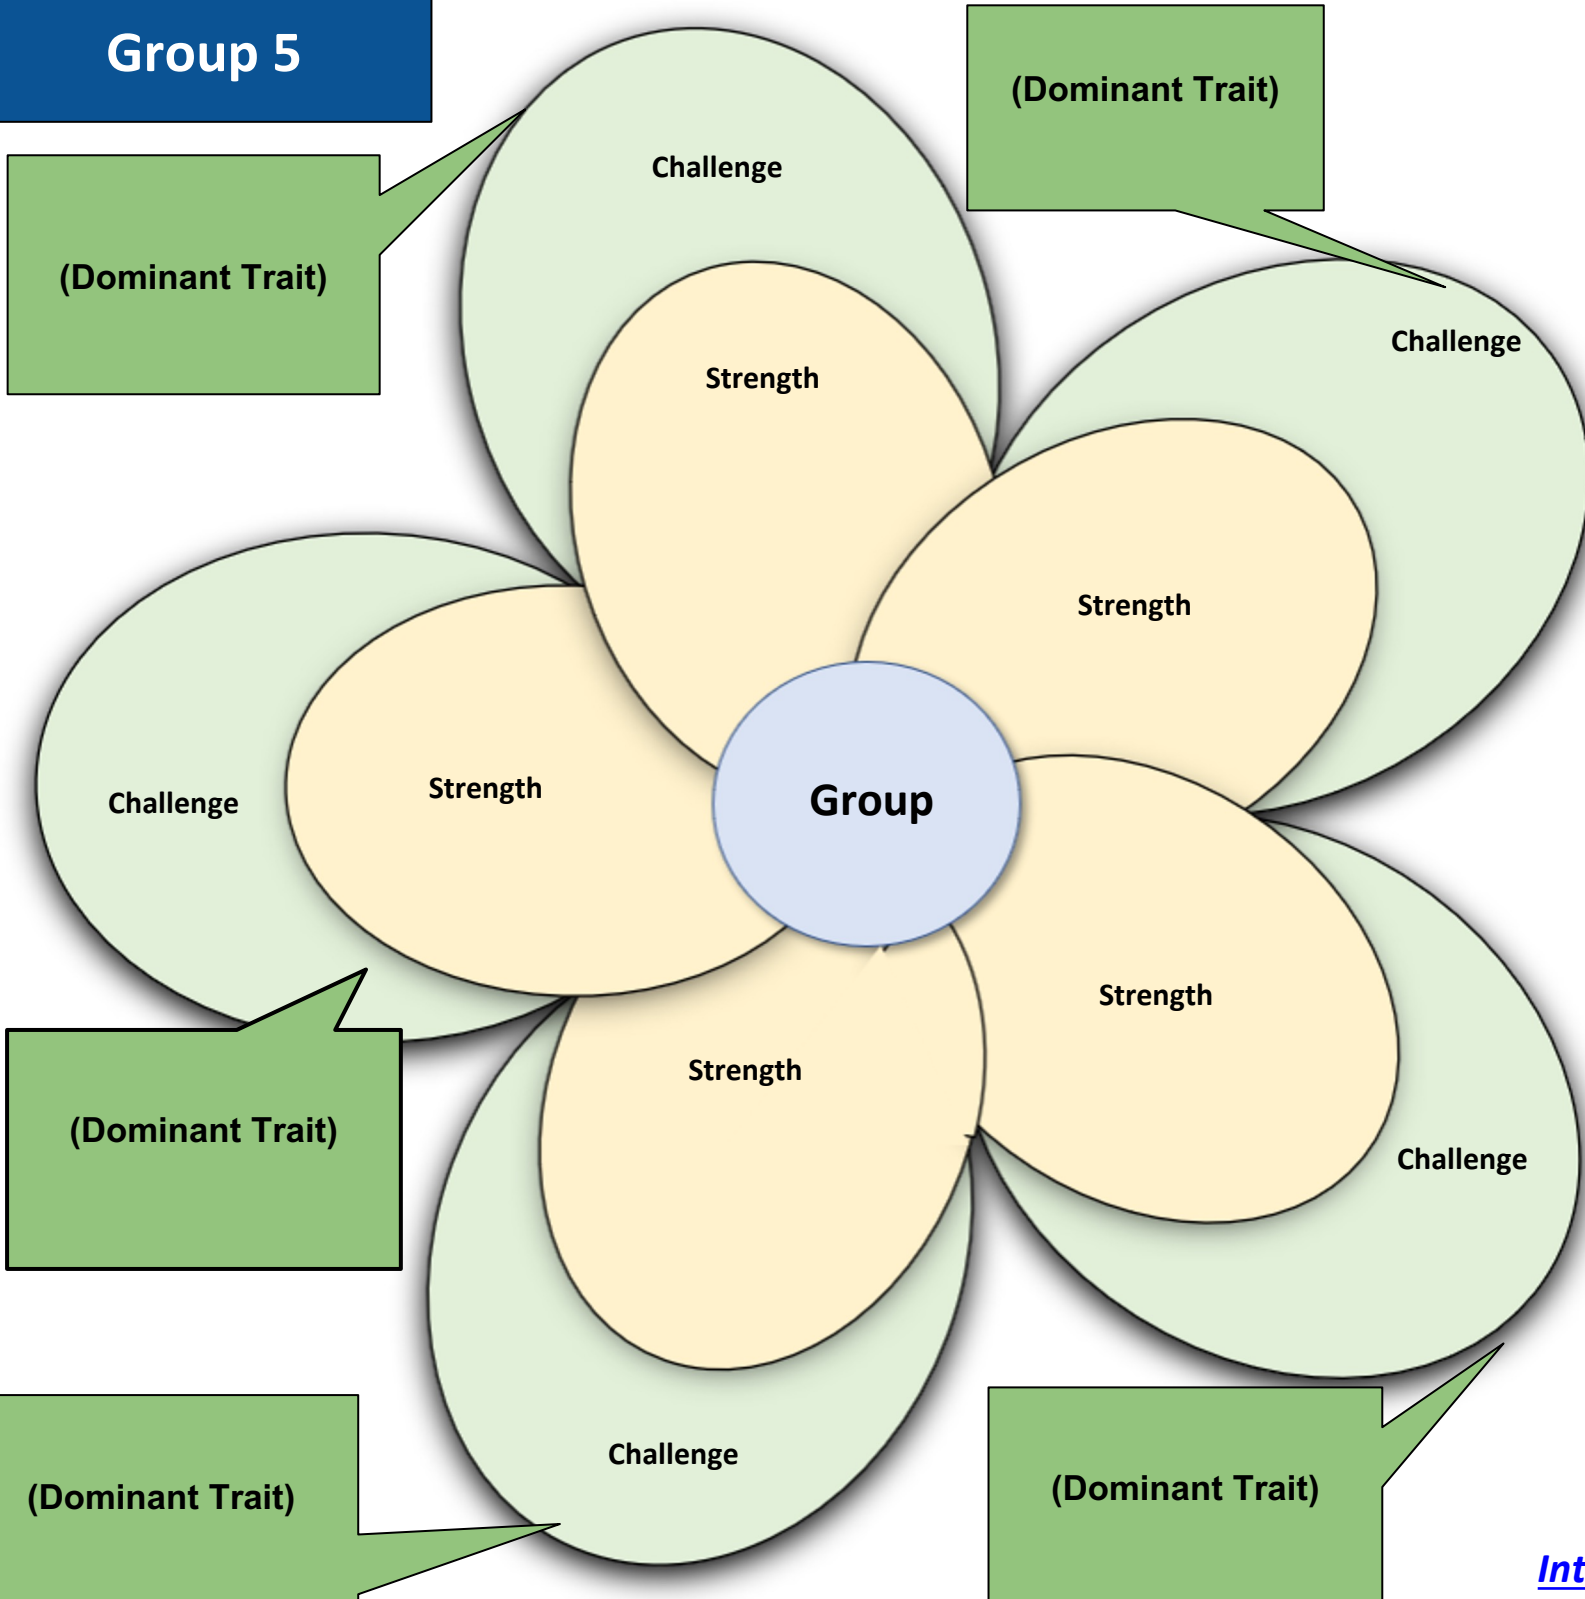 Group 5
(Dominant Trait)
Challenge
(Dominant Trait)
Challenge
Strength
Strength
Challenge
Strength
Group
Strength
Strength
(Dominant Trait)
Challenge
Challenge
(Dominant Trait)
(Dominant Trait)
Int